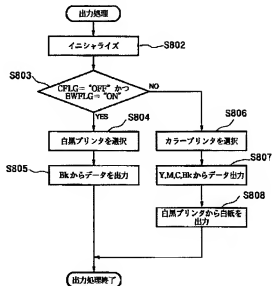 出力処理
イニシャライズ
S802
S803
CFLG= "OFF" かつ
BWFLG= "ON"
NO
YES
S804
白黒プリンタを選択
S806
カラープリンタを選択
S805
Bkからデータを出力
S807
Y,M,C,Bkからデータ出力
S808
白黒プリンタから白紙を
出力
出力処理終了